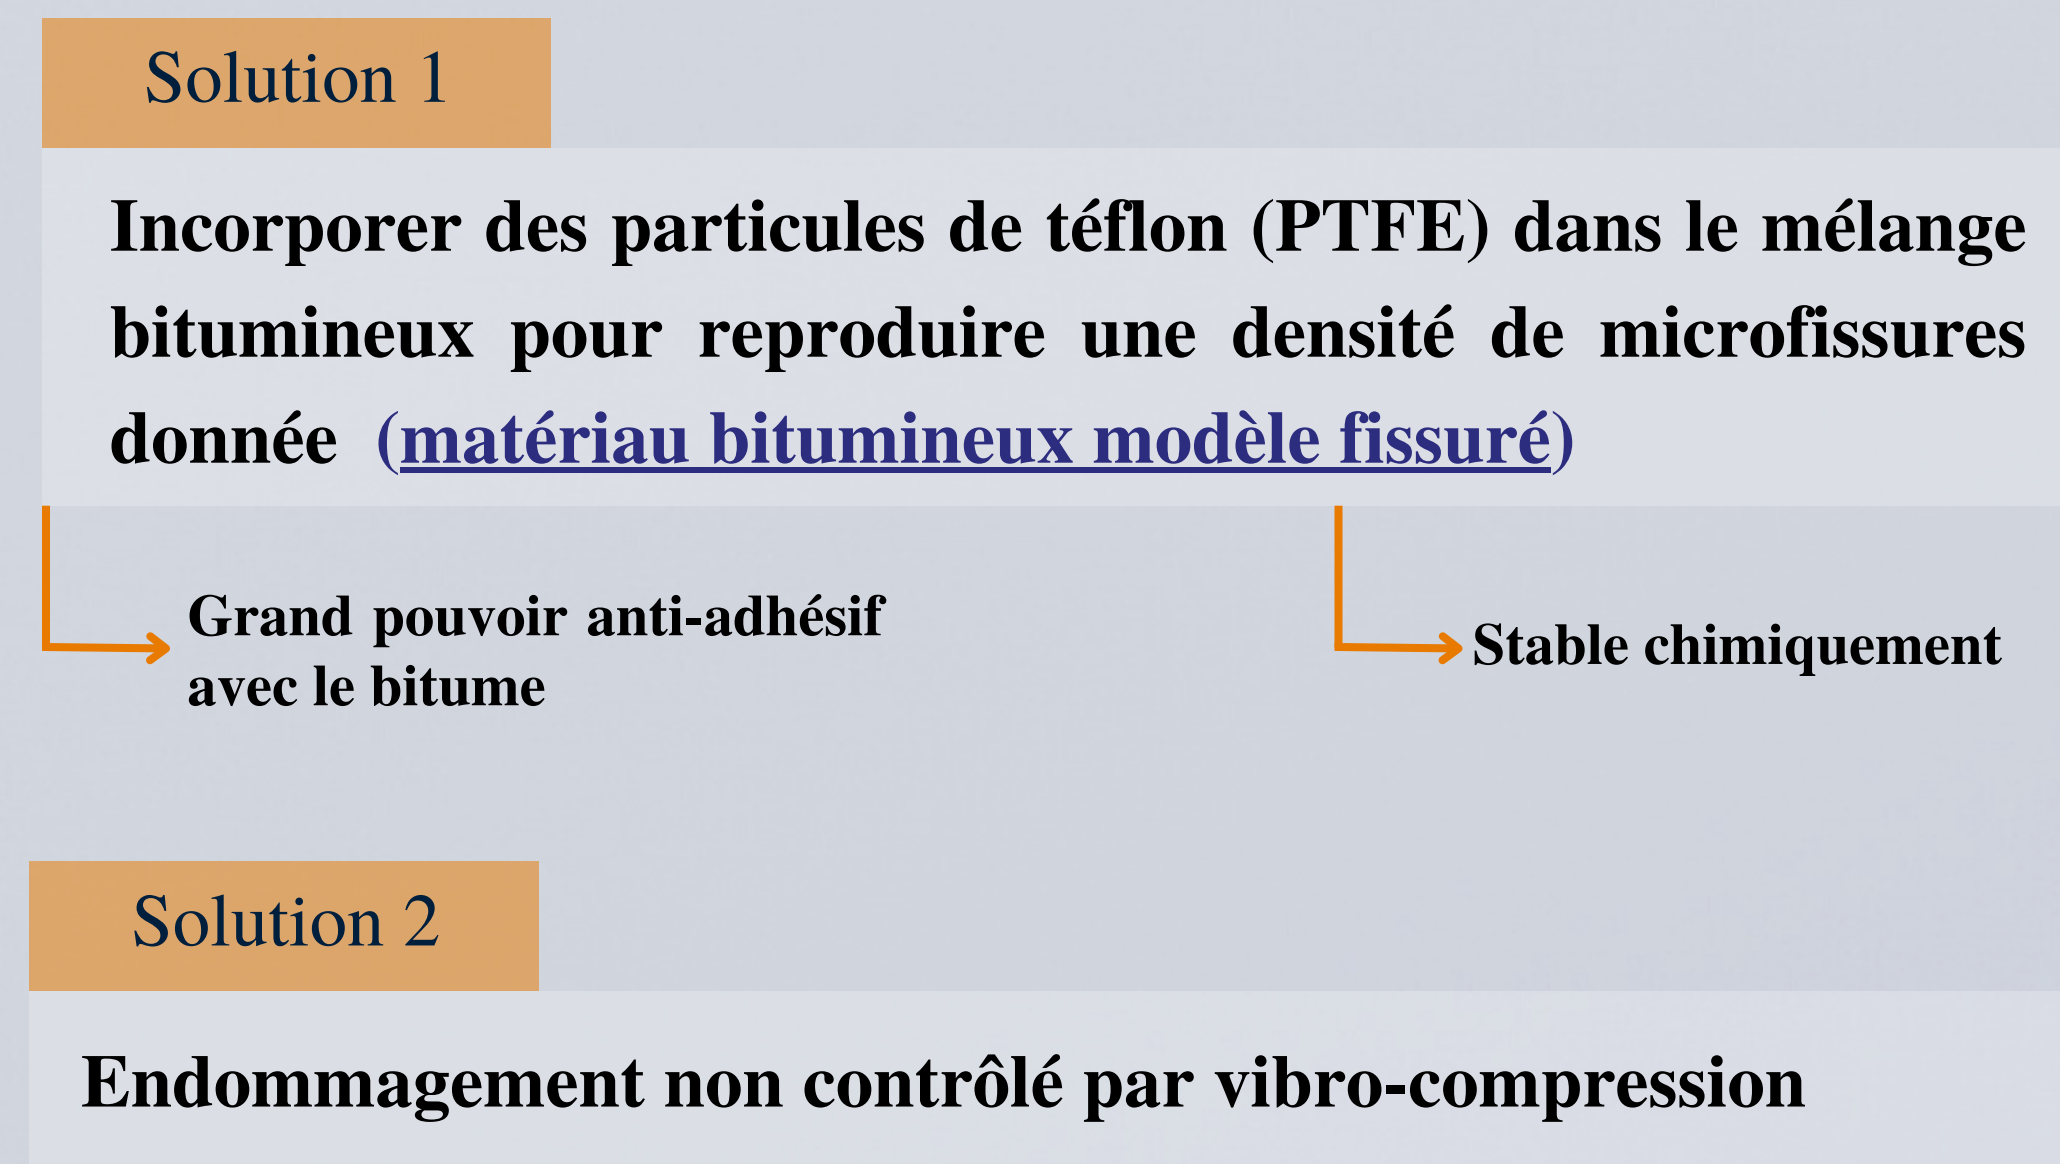 Solution 1
Incorporer des particules de téflon (PTFE) dans le mélange
bitumineux pour reproduire une densité de microfissures
donnée (matériau bitumineux modèle fissuré)
Grand pouvoir anti-adhésif
avec le bitume
Stable chimiquement
Solution 2
Endommagement non contrôlé par vibro-compression